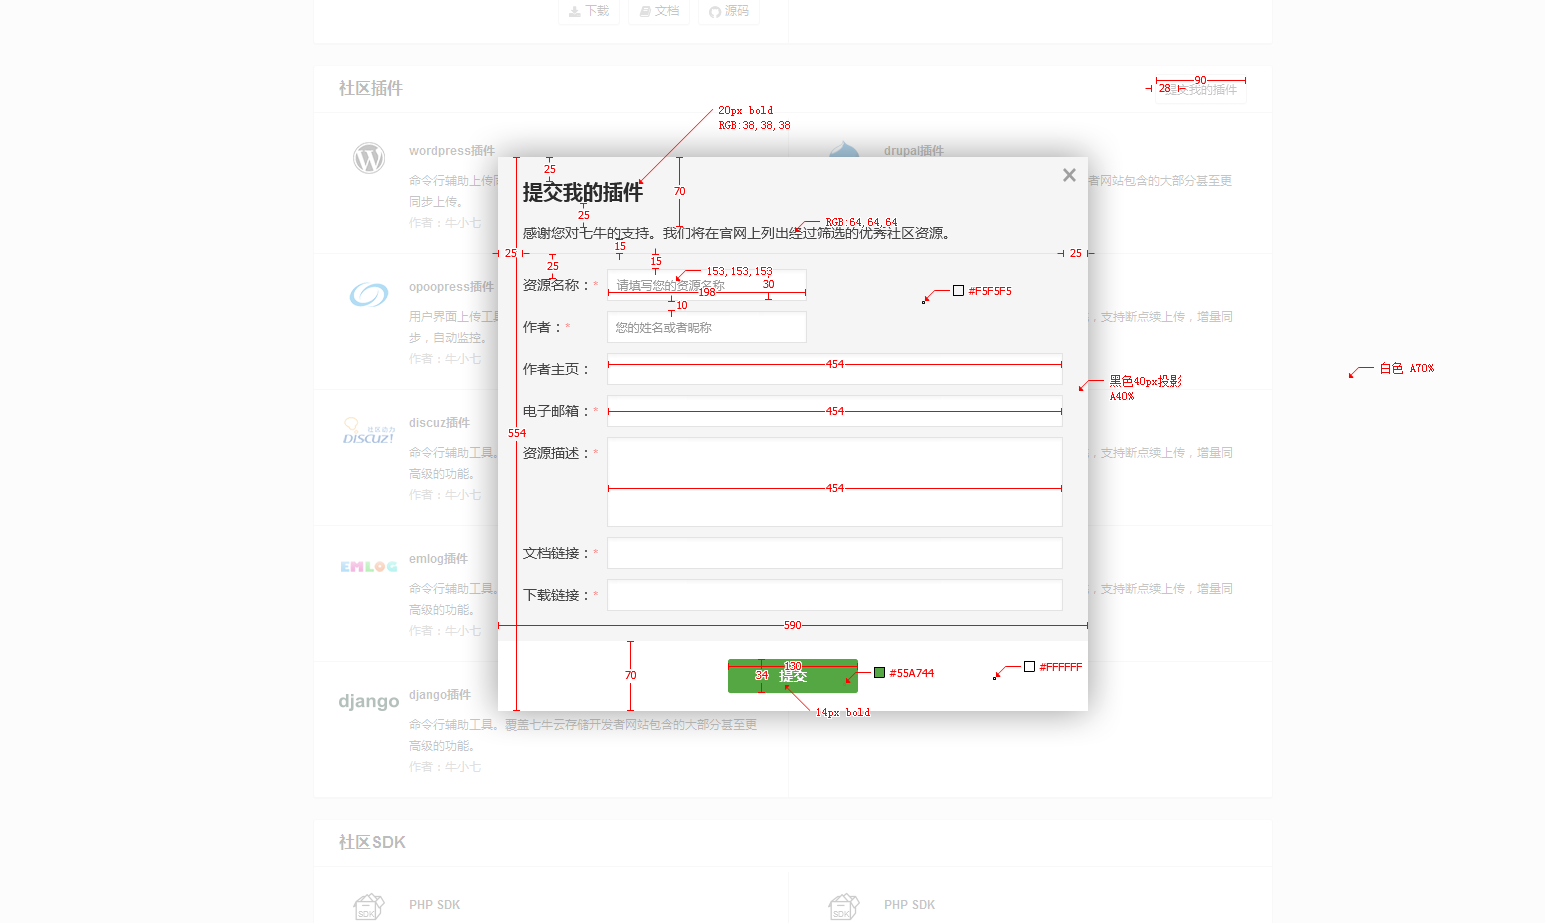 下载 文档 源码
社区插件
90
28
提交我的插件
20px bold
RGB:38,38,38
wordpress插件
命令行辅助上传同
同步上传。
作者：牛小七
drupal插件
者网站包含的大部分甚至更
25
提交我的插件
70
25
RGB:64,64,64
感谢您对七牛的支持。我们将在官网上列出经过筛选的优秀社区资源。
25
15
25
25
15
153,153,153
资源名称：*
请填写您的资源名称
30
198
#F5F5F5
10
作者：*
您的姓名或者昵称
opoopress插件
用户界面上传工具
步，自动监控。
作者：牛小七
，支持断点续上传，增量同
作者主页：
454
白色 A70%
黑色40px投影
A40%
电子邮箱：*
454
discuz插件
554
命令行辅助工具。
高级的功能。
作者：牛小七
社区动力
DISCUZ!
，支持断点续上传，增量同
资源描述：*
454
文档链接：*
emlog插件
EMLOG
命令行辅助工具。
高级的功能。
作者：牛小七
，支持断点续上传，增量同
下载链接：*
590
70
130
34
提交
#55A744
#FFFFFF
14px bold
django
django插件
命令行辅助工具。覆盖七牛云存储开发者网站包含的大部分甚至更
高级的功能。
作者：牛小七
社区SDK
SDK
PHP SDK
SDK
PHP SDK